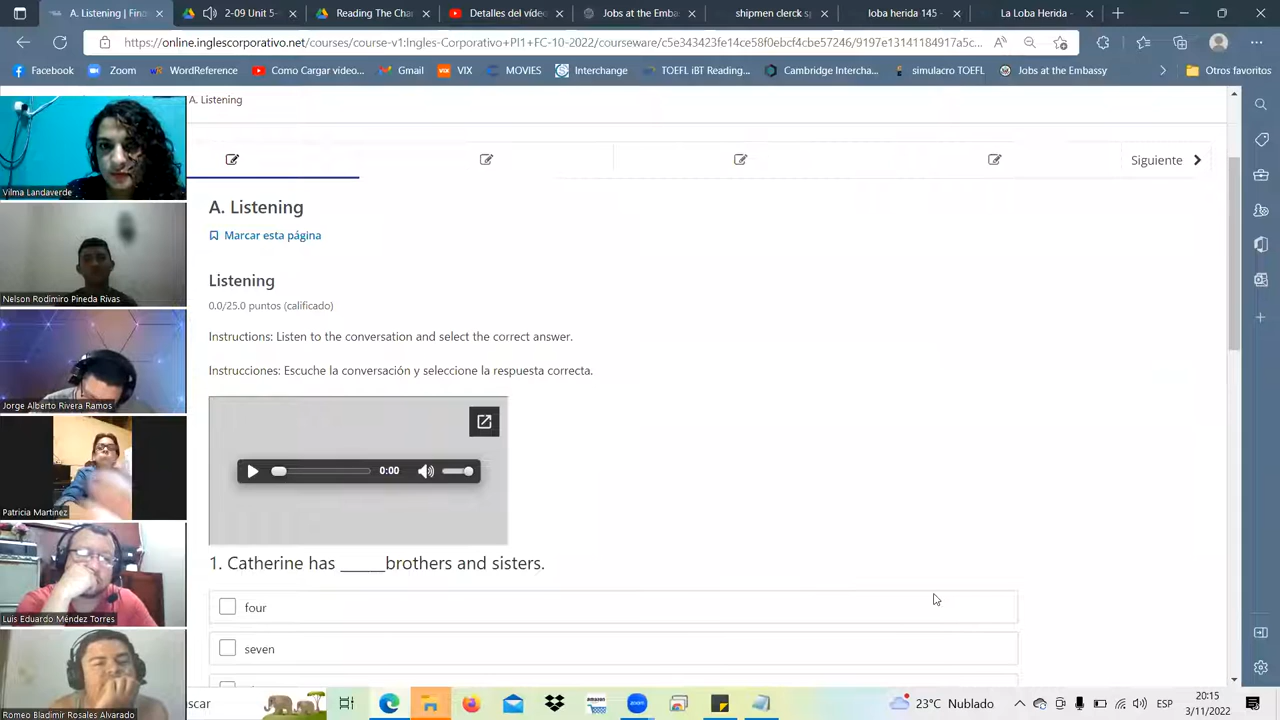 A. Listening | Final
2-09 Unit 5-
Reading The Cha
Detalles del vídeo
Jobs at the Emba
shipmen clerk s
loba herida 145
La Loba Herida -
https://online.inglescorporativo.net/courses/course-v1:Ingles-Corporativo+PI1+FC-10-2022/courseware/c5e343423fe14ce58f0ebcf4cbe57246/9197e13141184917a5c...
Facebook
Zoom
WordReference
Como Cargar video...
Gmail
VIX
MOVIES
Interchange
TOEFL iBT Reading...
Cambridge Intercha...
simulacro TOEFL
Jobs at the Embassy
Otros favoritos
A. Listening
Siguiente
A. Listening
Marcar esta página
Listening
0.0/25.0 puntos (calificado)
Instructions: Listen to the conversation and select the correct answer.
Instrucciones: Escuche la conversación y seleccione la respuesta correcta.
0:00
1. Catherine has _____brothers and sisters.
four
seven
Vilma Landaverde
Nelson Rodimiro Pineda Rivas
Jorge Alberto Rivera Ramos
Patricia Martinez
Luis Eduardo Méndez Torres
Romeo Bladimir Rosales Alvarado
scar
23°C Nublado
ESP
20:15
3/11/2022